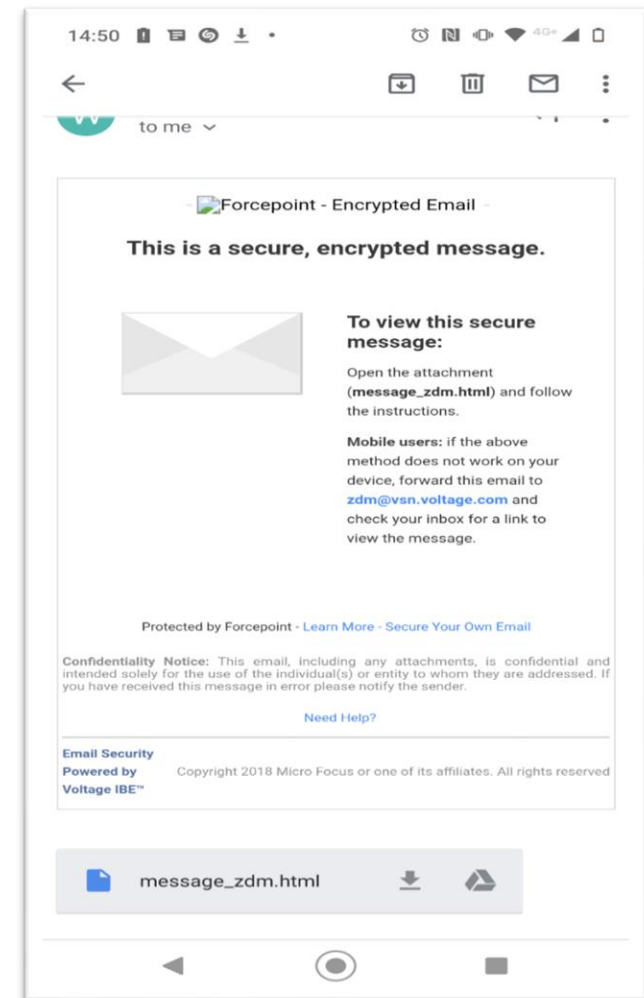 14:50
4G+
to me
Forcepoint - Encrypted Email
This is a secure, encrypted message.
To view this secure
message:
Open the attachment
(message_zdm.html) and follow
the instructions.
Mobile users: if the above
method does not work on your
device, forward this email to
zdm@vsn.voltage.com and
check your inbox for a link to
view the message.
Protected by Forcepoint - Learn More - Secure Your Own Email
Confidentiality Notice: This email, including any attachments, is confidential and
intended solely for the use of the individual(s) or entity to whom they are addressed. If
you have received this message in error please notify the sender.
Need Help?
Email Security
Powered by
Voltage IBE™
Copyright 2018 Micro Focus or one of its affiliates. All rights reserved
message_zdm.html